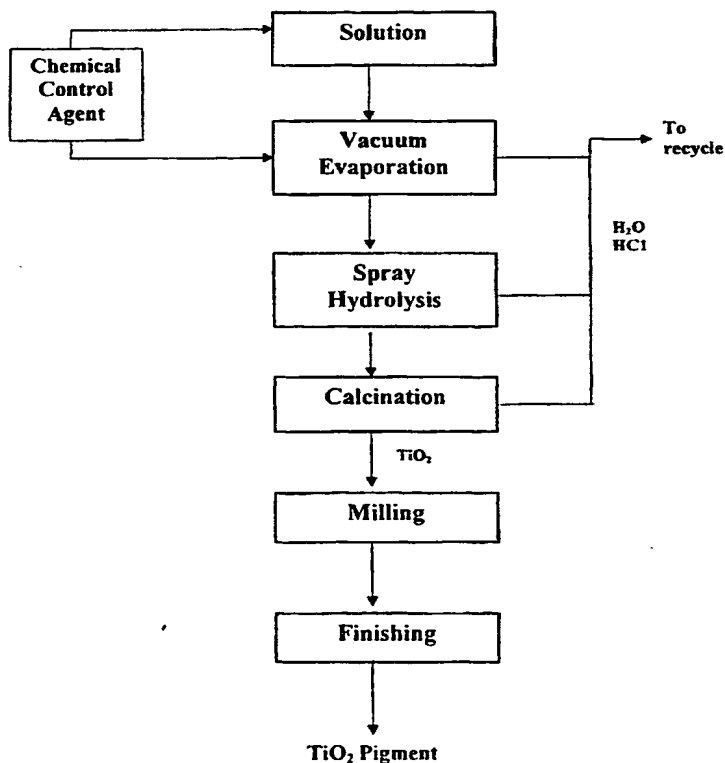 Solution
Chemical
Control
Agent
Vacuum
Evaporation
To
recycle
H₂O
HCl
Spray
Hydrolysis
Calcination
TiO₂
Milling
Finishing
TiO₂ Pigment